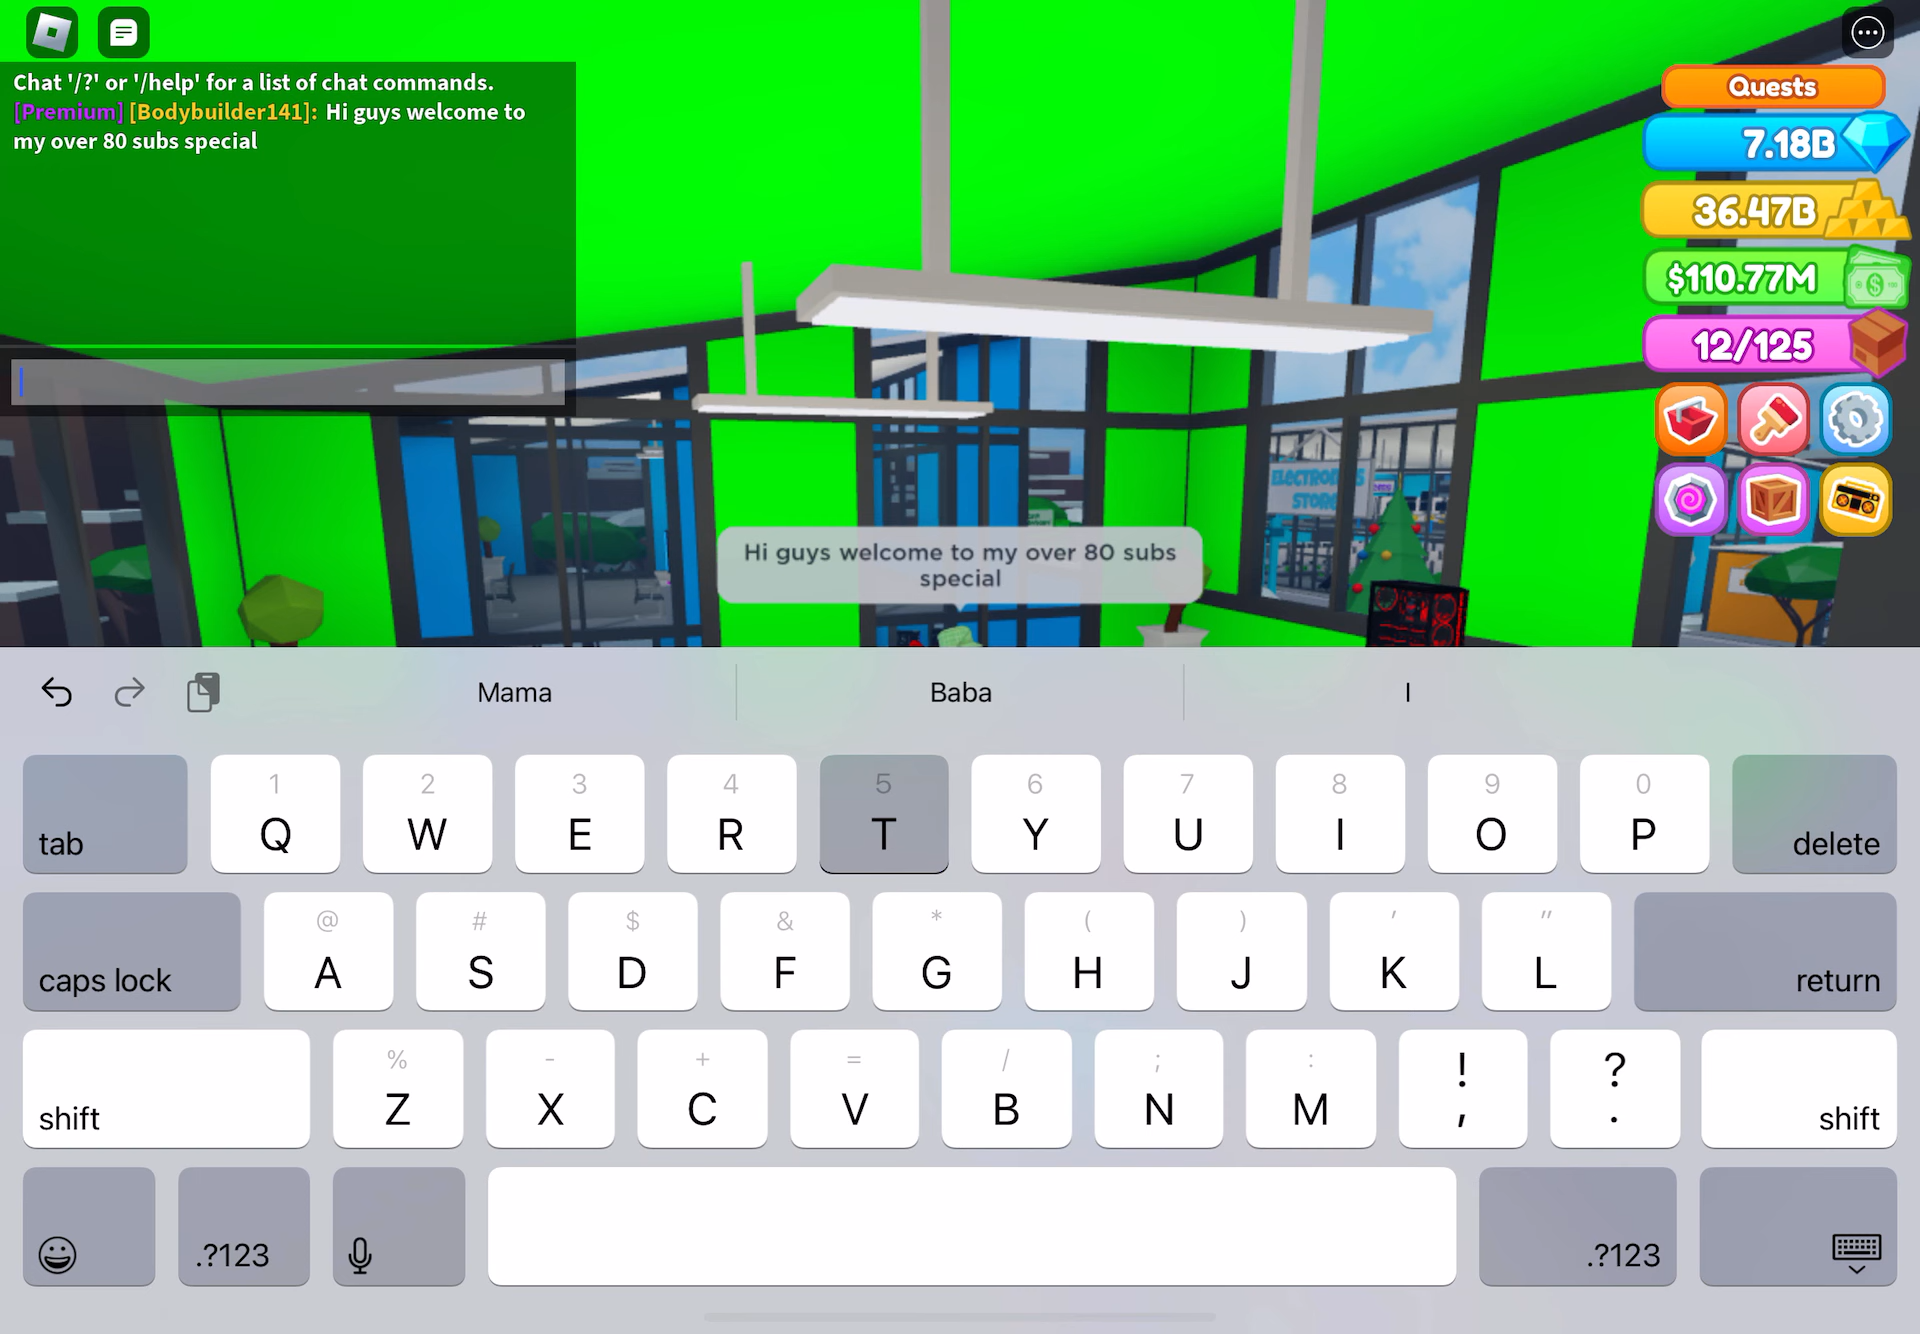 Chat '/?' or '/help' for a list of chat commands.
[Premium] [Bodybuilder141]: Hi guys welcome to
my over 80 subs special
Quests
7.18B
36.47B
$110.77M
12/125
ELECTRONICS
STORE
Hi guys welcome to my over 80 subs
special
Mama
Baba
I
1 2 3 4 5 6 7 8 9 0
tab Q W E R T Y U I O P delete
@ # $ & * ( ) ' "
caps lock A S D F G H J K L return
% - + = / ; : ! ?
shift Z X C V B N M , . shift
.?123 .?123